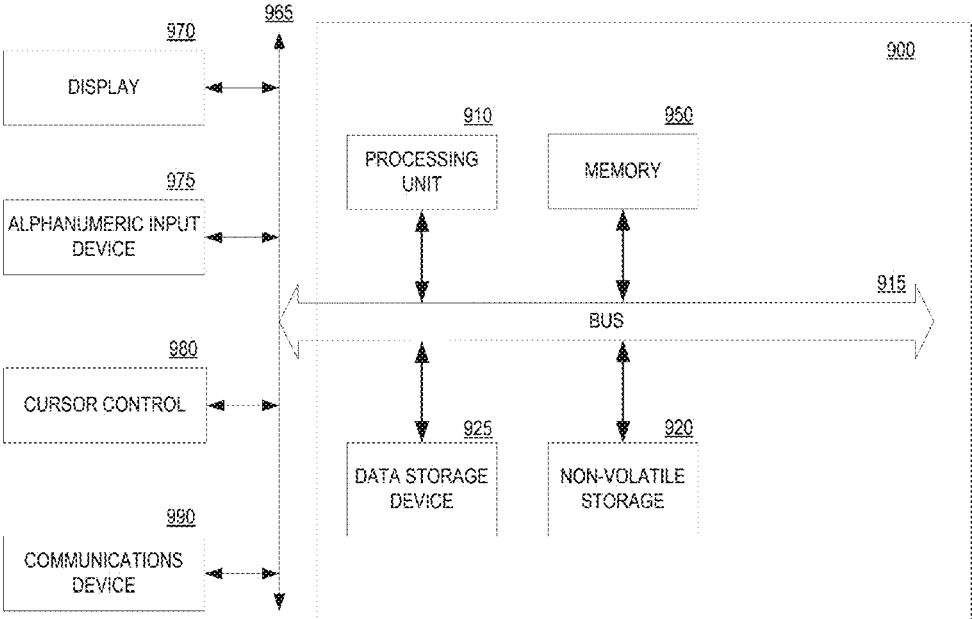 965
970
900
DISPLAY
910
950
PROCESSING
UNIT
MEMORY
975
ALPHANUMERIC INPUT
DEVICE
915
BUS
980
CURSOR CONTROL
925
920
DATA STORAGE
DEVICE
NON-VOLATILE
STORAGE
990
COMMUNICATIONS
DEVICE